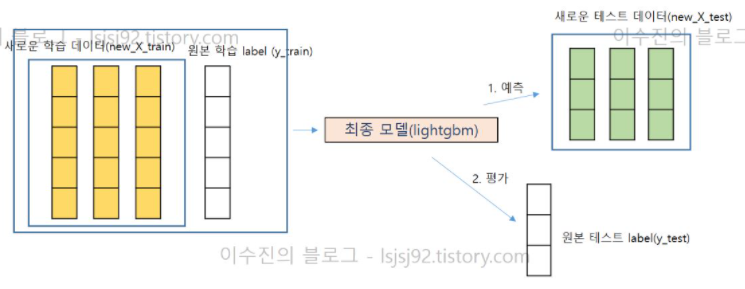 새로운 테스트 데이터(new_X_test)
이수진의 블로그
블로그
새로운 학습 데이터(new_X_train)
원본 학습 label (y_train)
1. 예측
최종 모델(lightgbm)
2. 평가
원본 테스트 label(y_test)
이수진의 블로그 - lsjsj92.tistory.com